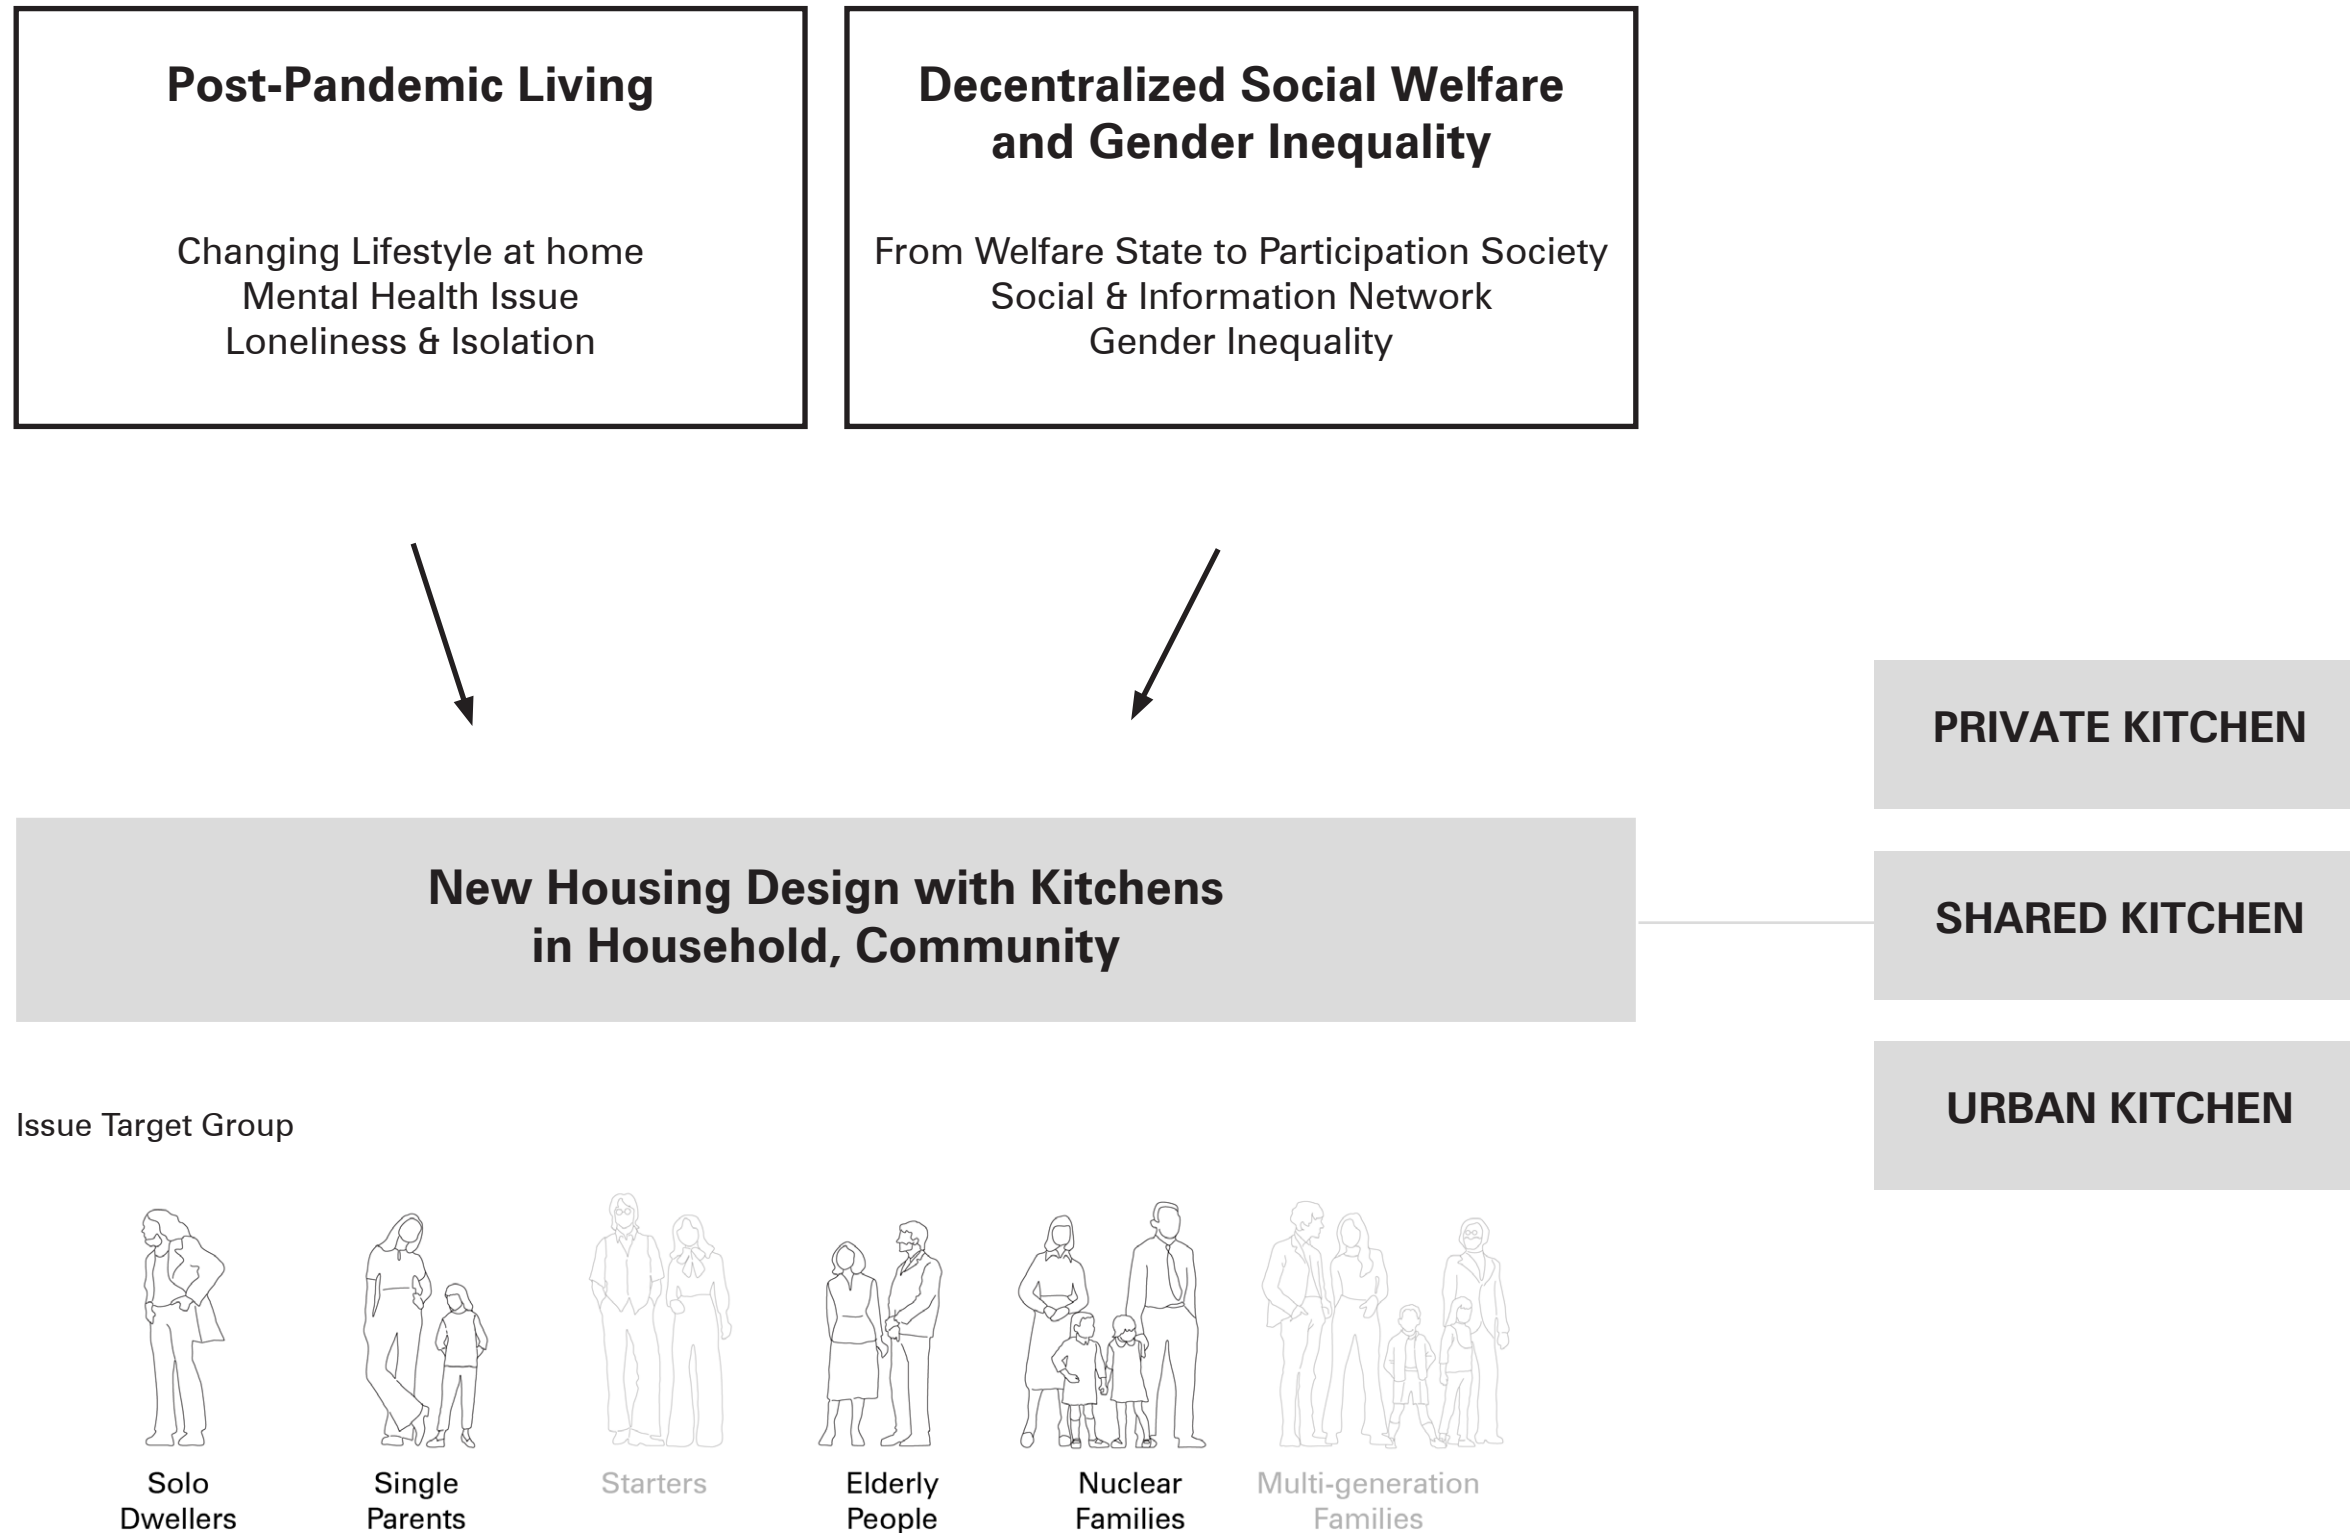 Post-Pandemic Living
Changing Lifestyle at home
Mental Health Issue
Loneliness & Isolation
Decentralized Social Welfare
and Gender Inequality
From Welfare State to Participation Society
Social & Information Network
Gender Inequality
New Housing Design with Kitchens
in Household, Community
PRIVATE KITCHEN
SHARED KITCHEN
URBAN KITCHEN
Issue Target Group
Solo
Dwellers
Single
Parents
Starters
Elderly
People
Nuclear
Families
Multi-generation
Families